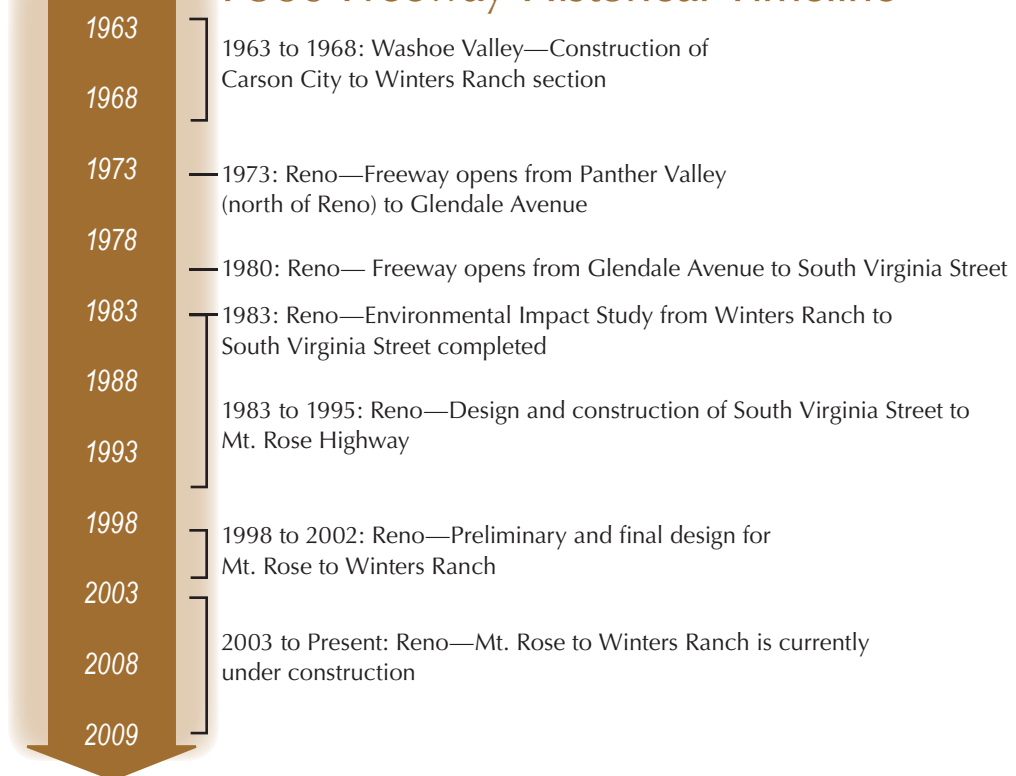 Freeway Historical Timeline
1963
1963 to 1968: Washoe Valley—Construction of
Carson City to Winters Ranch section
1968
1973
1973: Reno—Freeway opens from Panther Valley
(north of Reno) to Glendale Avenue
1978
1980: Reno— Freeway opens from Glendale Avenue to South Virginia Street
1983
1983: Reno—Environmental Impact Study from Winters Ranch to
South Virginia Street completed
1988
1983 to 1995: Reno—Design and construction of South Virginia Street to
Mt. Rose Highway
1993
1998
1998 to 2002: Reno—Preliminary and final design for
Mt. Rose to Winters Ranch
2003
2003 to Present: Reno—Mt. Rose to Winters Ranch is currently
under construction
2008
2009